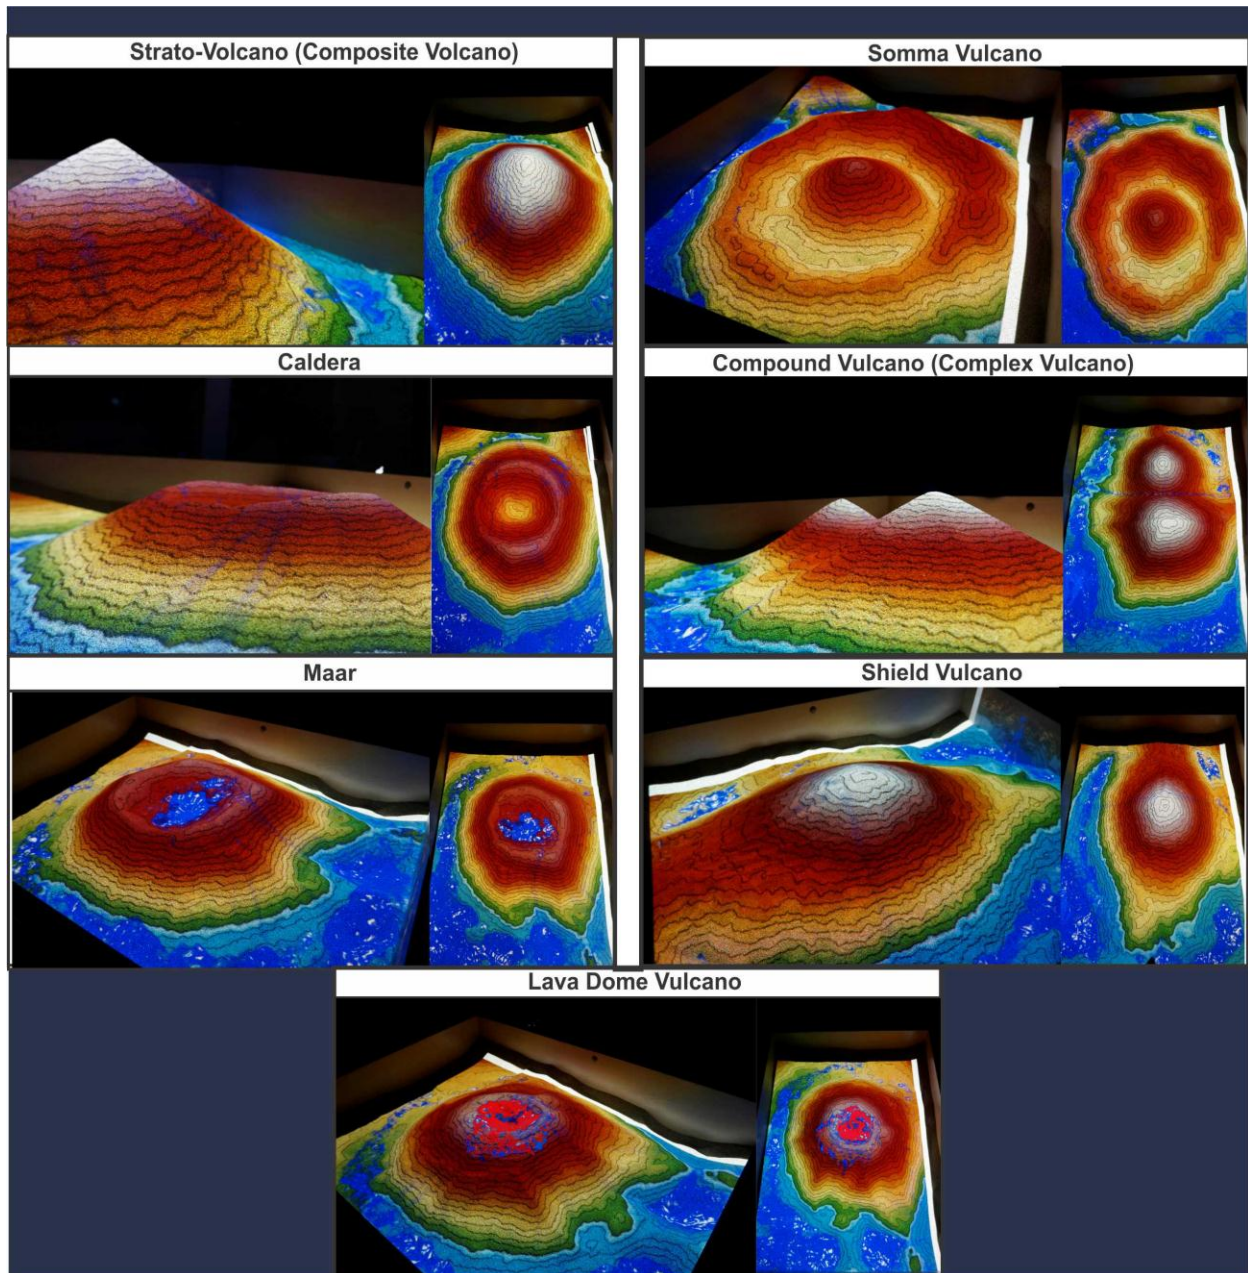 Strato-Volcano (Composite Volcano)
Somma Vulcano
Caldera
Compound Vulcano (Complex Vulcano)
Maar
Shield Vulcano
Lava Dome Vulcano